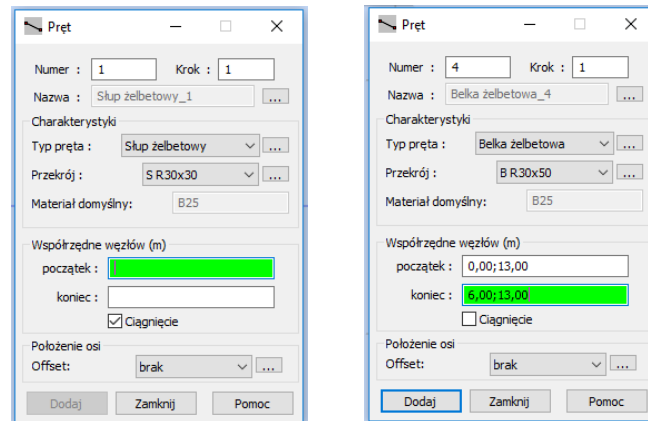 Pręt
Numer : 1 Krok : 1
Nazwa : Słup żelbetowy_1 ...
Charakterystyki
Typ pręta : Słup żelbetowy ...
Przekrój : S R30x30 ...
Materiał domyślny: B25
Współrzędne węzłów (m)
początek :
koniec :
Ciągnięcie
Położenie osi
Offset: brak ...
Dodaj Zamknij Pomoc
Pręt
Numer : 4 Krok : 1
Nazwa : Belka żelbetowa_4 ...
Charakterystyki
Typ pręta : Belka żelbetowa ...
Przekrój : B R30x50 ...
Materiał domyślny: B25
Współrzędne węzłów (m)
początek : 0,00;13,00
koniec : 6,00;13,00
Ciągnięcie
Położenie osi
Offset: brak ...
Dodaj Zamknij Pomoc